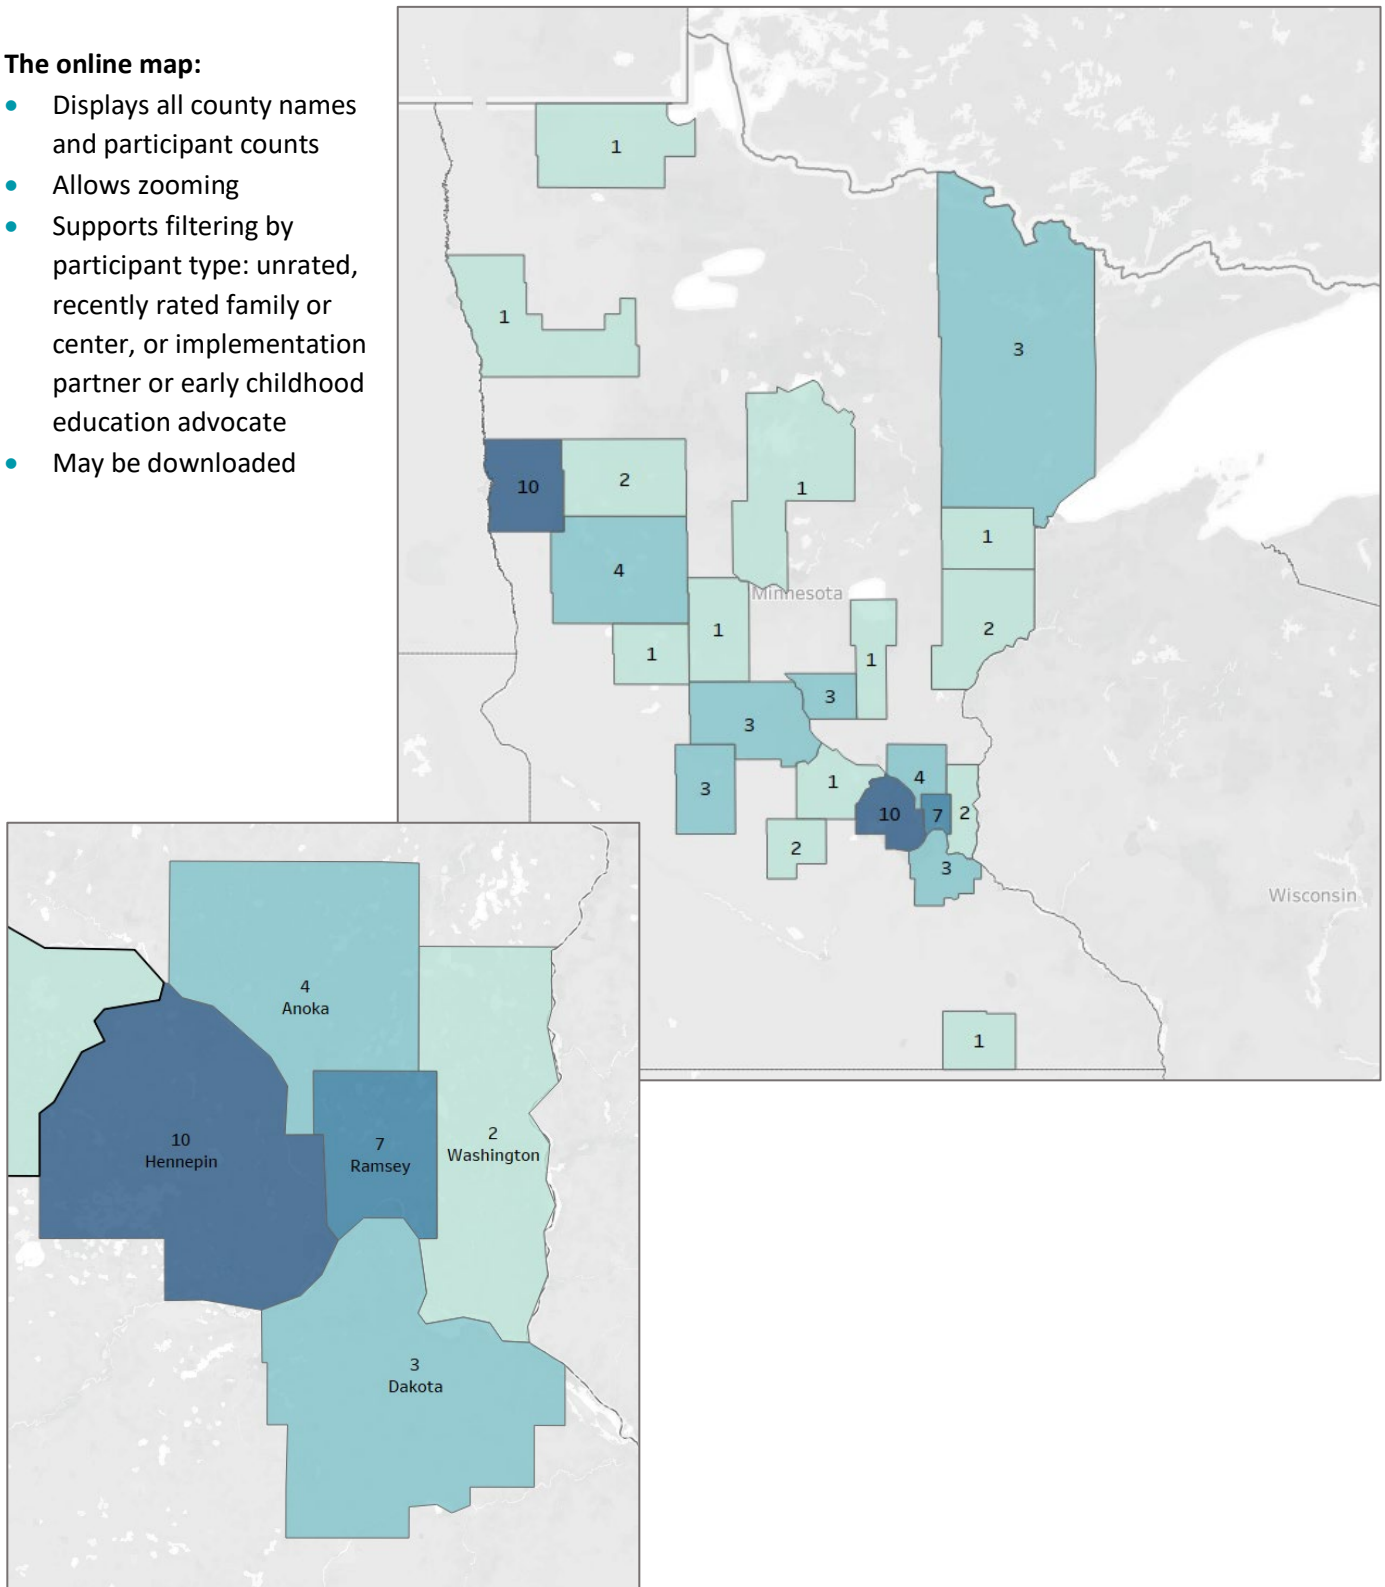 The online map:
• Displays all county names
and participant counts
• Allows zooming
• Supports filtering by
participant type: unrated,
recently rated family or
center, or implementation
partner or early childhood
education advocate
• May be downloaded
1
1
3
10
2
1
4
1
1
2
1
1
3
3
3
1
4
10
7
2
2
3
1
Minnesota
Wisconsin
4
Anoka
10
Hennepin
7
Ramsey
2
Washington
3
Dakota